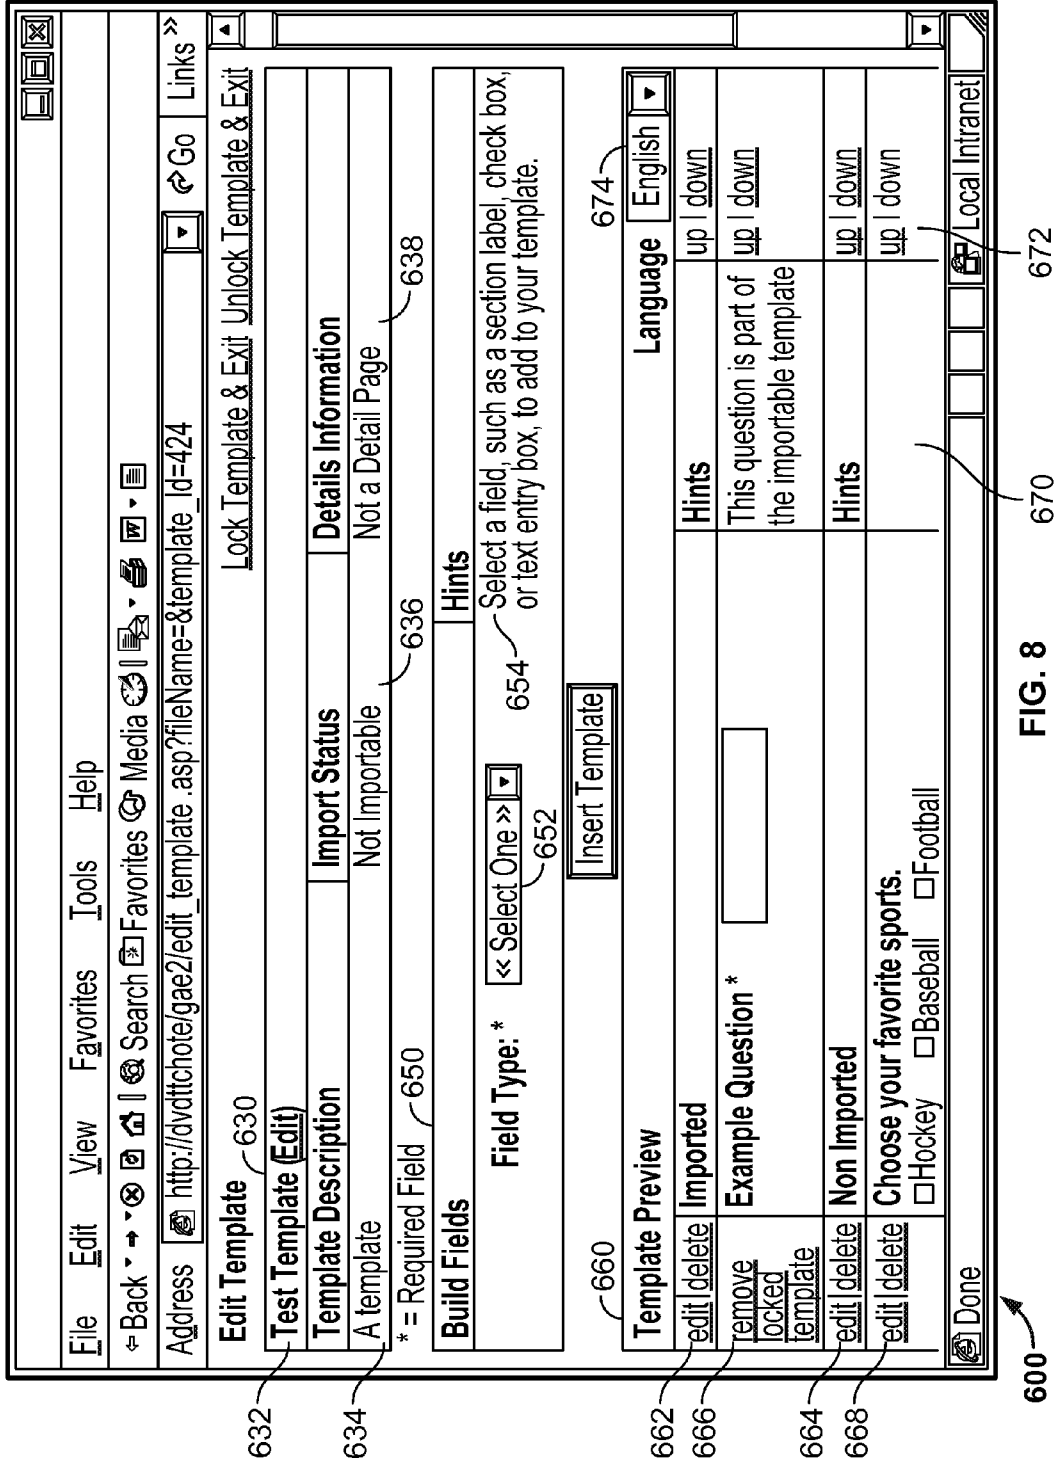 File Edit View Favorites Tools Help
Back Search Favorites Media
Address http://dvdttchote/gae2/edit_template .asp?fileName=&template_Id=424 Go Links »
Lock Template & Exit Unlock Template & Exit
Edit Template 630
632 Test Template (Edit)
Template Description Import Status Details Information
634 A template Not Importable 636 Not a Detail Page 638
* = Required Field 650
Build Fields Hints
Field Type: * << Select One >> 652 654 Select a field, such as a section label, check box,
or text entry box, to add to your template.
Insert Template
660 Template Preview Language English 674
662 edit | delete Imported Hints up | down
666 remove Example Question * This question is part of up | down
locked the importable template
template
664 edit | delete Non Imported Hints up | down
668 edit | delete Choose your favorite sports. up | down
Hockey Baseball Football
670 672
Done Local Intranet
600
FIG. 8